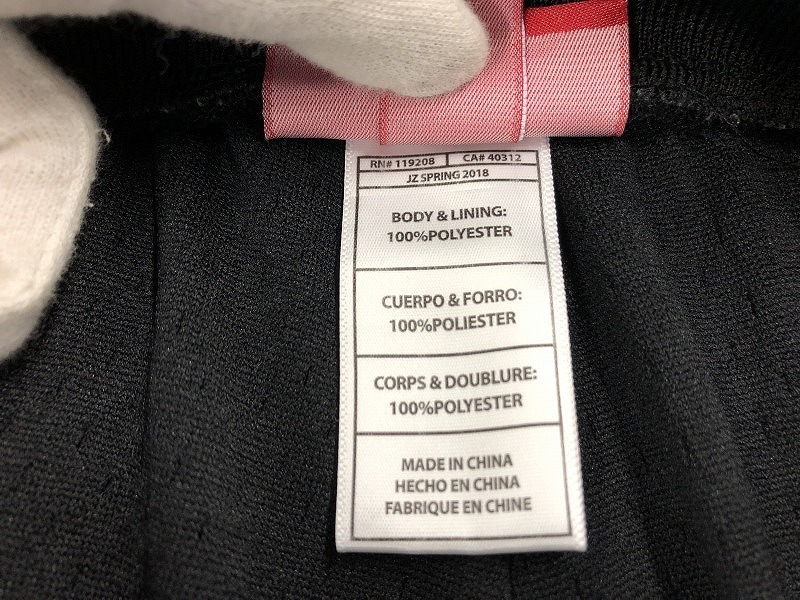 RN# 119208 CA# 40312
JZ SPRING 2018
BODY & LINING:
100%POLYESTER
CUERPO & FORRO:
100%POLIESTER
CORPS & DOUBLURE:
100%POLYESTER
MADE IN CHINA
HECHO EN CHINA
FABRIQUE EN CHINE